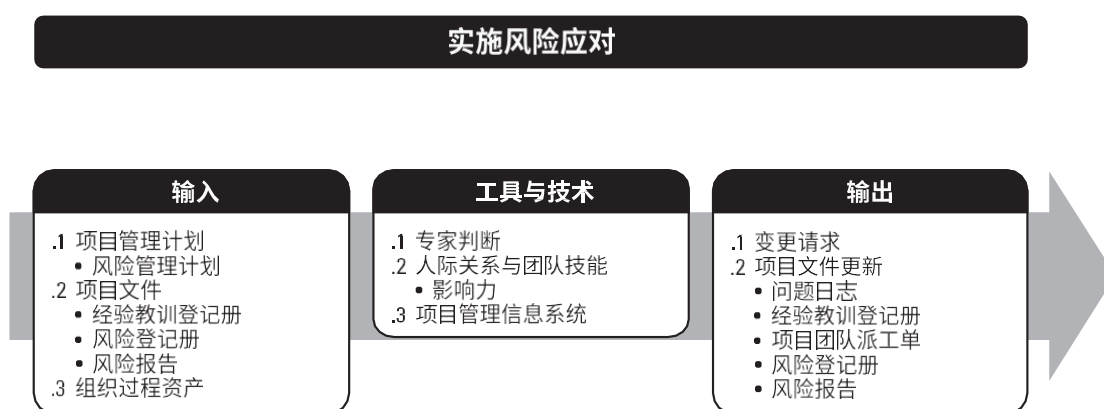 实施风险应对
输入
.1 项目管理计划
• 风险管理计划
.2 项目文件
• 经验教训登记册
• 风险登记册
• 风险报告
.3 组织过程资产
工具与技术
.1 专家判断
.2 人际关系与团队技能
• 影响力
.3 项目管理信息系统
输出
.1 变更请求
.2 项目文件更新
• 问题日志
• 经验教训登记册
• 项目团队派工单
• 风险登记册
• 风险报告